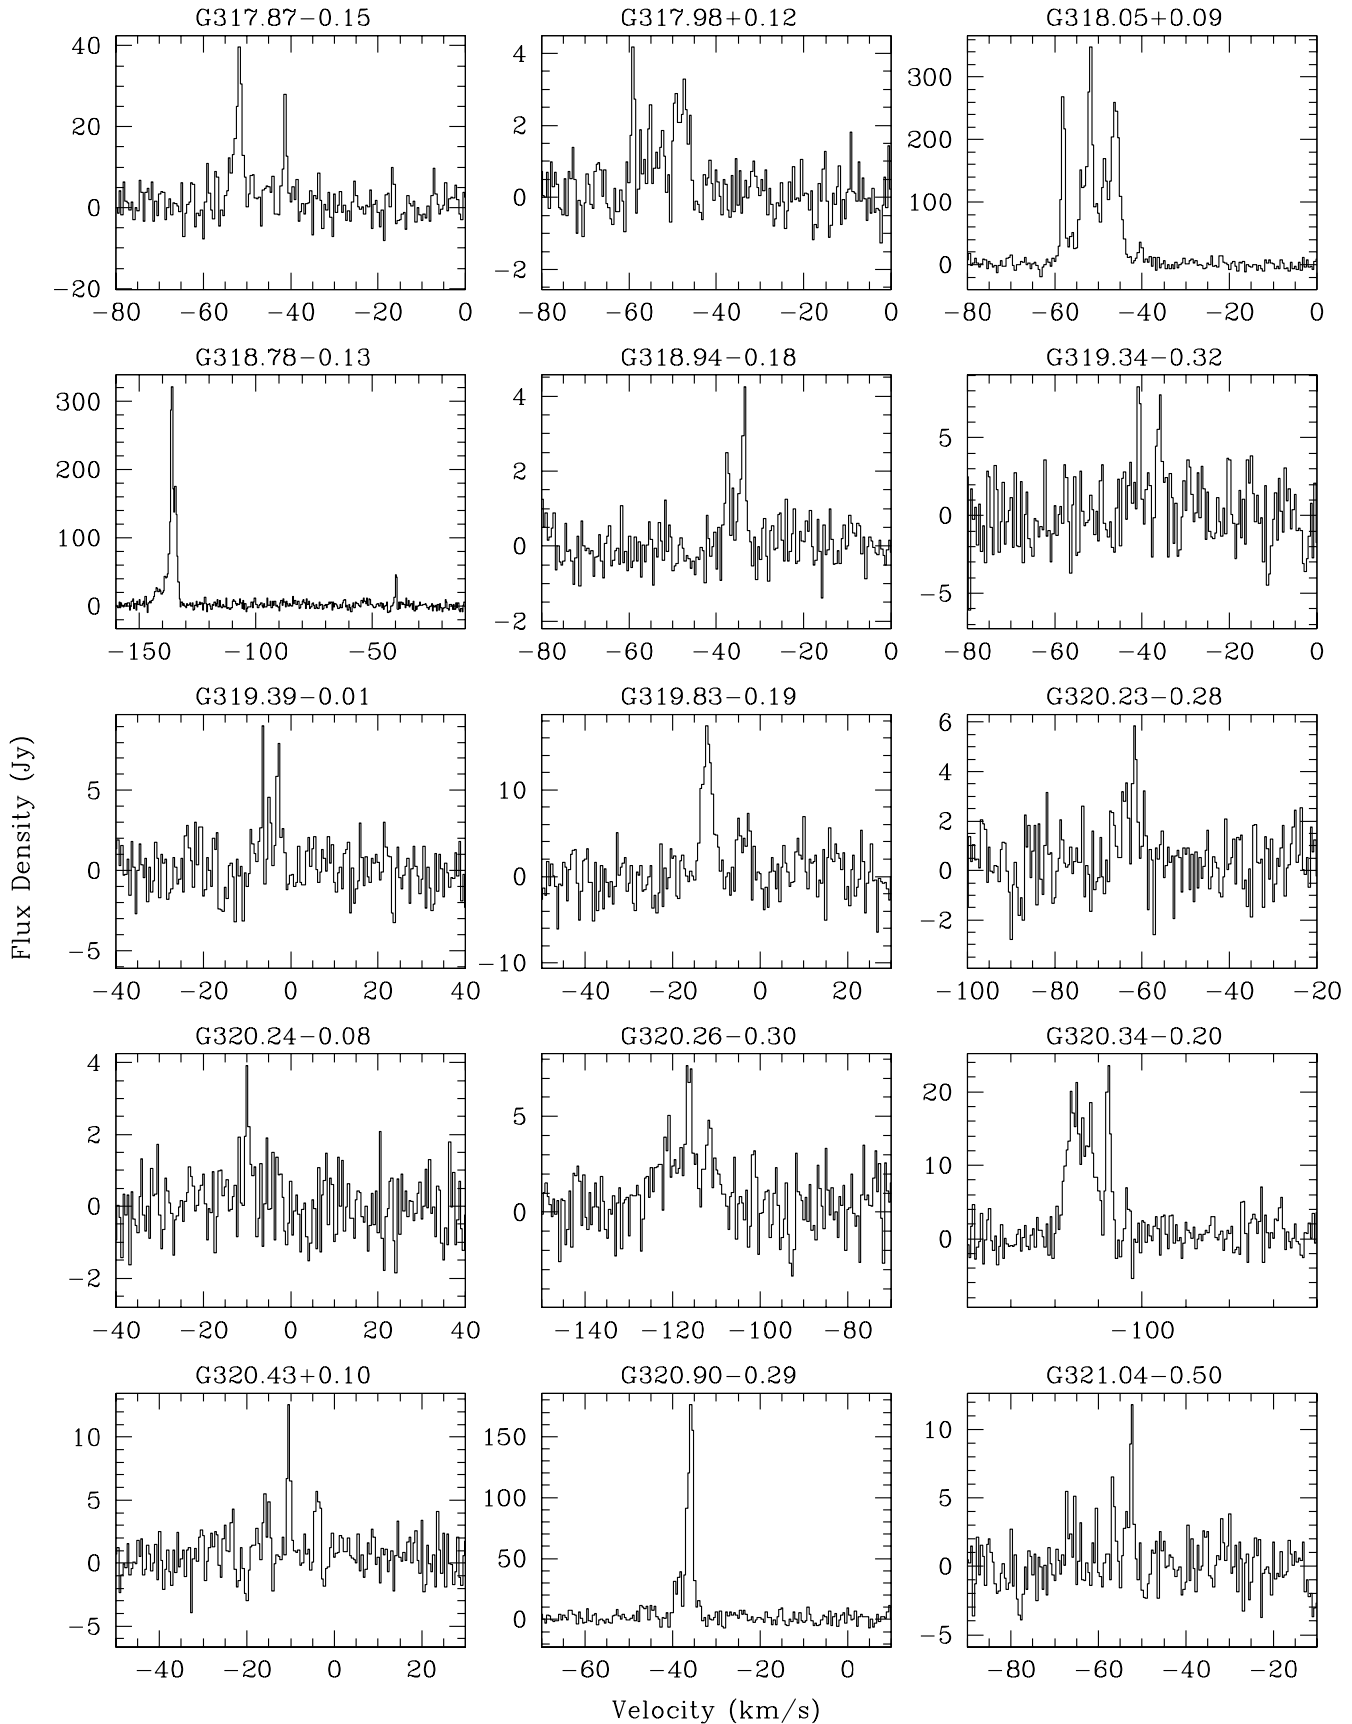 G317.87−0.15
G317.98+0.12
G318.05+0.09
40
20
0
−20
−80 −60 −40 −20 0
4
2
0
−2
−80 −60 −40 −20 0
300
200
100
0
−80 −60 −40 −20 0
G318.78−0.13
G318.94−0.18
G319.34−0.32
300
200
100
0
−150 −100 −50
4
2
0
−2
−80 −60 −40 −20 0
5
0
−5
−80 −60 −40 −20 0
G319.39−0.01
G319.83−0.19
G320.23−0.28
5
0
−5
−40 −20 0 20 40
10
0
−10
−40 −20 0 20
6
4
2
0
−2
−100 −80 −60 −40 −20
Flux Density (Jy)
G320.24−0.08
G320.26−0.30
G320.34−0.20
4
2
0
−2
−40 −20 0 20 40
5
0
−140 −120 −100 −80
20
10
0
−100
G320.43+0.10
G320.90−0.29
G321.04−0.50
10
5
0
−5
−40 −20 0 20
150
100
50
0
−60 −40 −20 0
10
5
0
−5
−80 −60 −40 −20
Velocity (km/s)